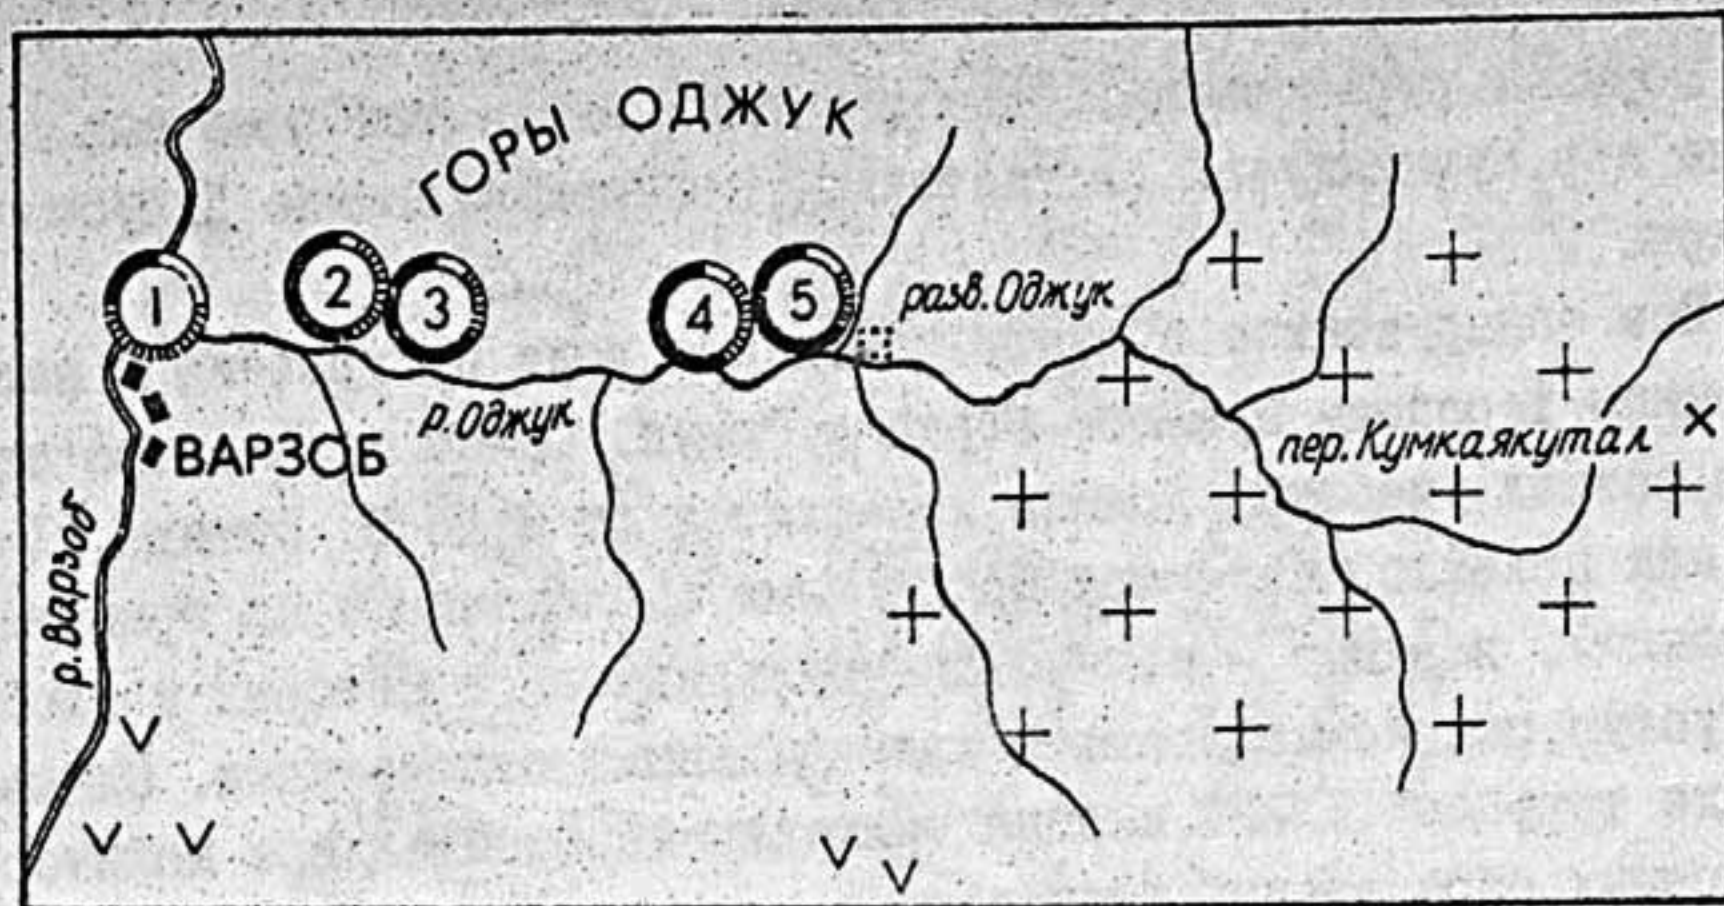 ГОРЫ ОДЖУК
1
2
3
4
5
разв. Оджук
р. Оджук
пер. Кумкаякутал
ВАРЗОБ
р. Варзоб